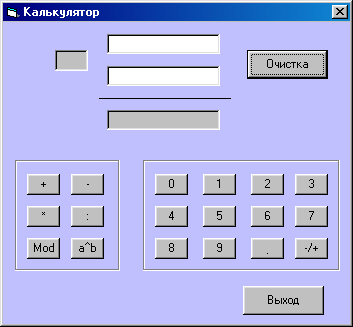 Калькулятор
Очистка
+ - 0 1 2 3
* : 4 5 6 7
Mod a^b 8 9 . -/+
Выход